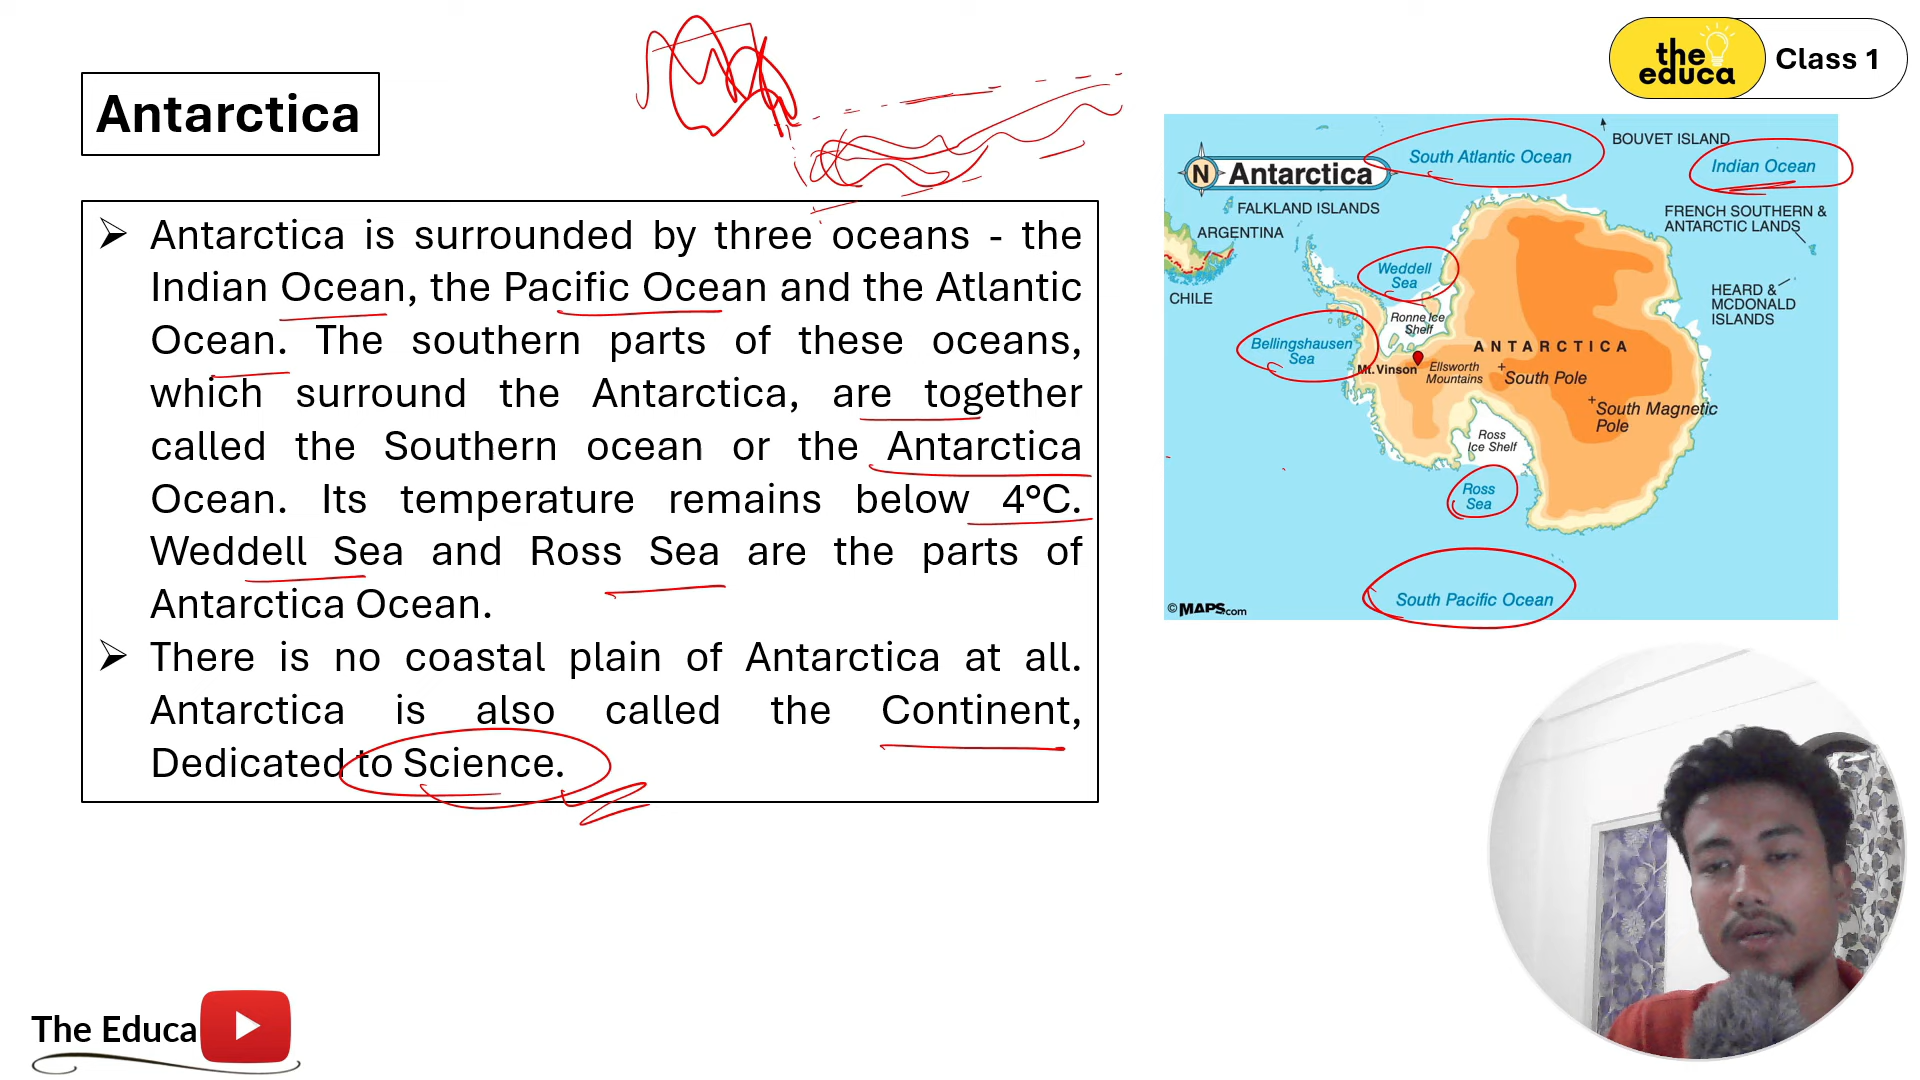 the
educa
Class 1
Antarctica
➢ Antarctica is surrounded by three oceans - the
Indian Ocean, the Pacific Ocean and the Atlantic
Ocean. The southern parts of these oceans,
which surround the Antarctica, are together
called the Southern ocean or the Antarctica
Ocean. Its temperature remains below 4°C.
Weddell Sea and Ross Sea are the parts of
Antarctica Ocean.
➢ There is no coastal plain of Antarctica at all.
Antarctica is also called the Continent,
Dedicated to Science.
N
Antarctica
South Atlantic Ocean
BOUVET ISLAND
Indian Ocean
FALKLAND ISLANDS
FRENCH SOUTHERN &
ANTARCTIC LANDS
ARGENTINA
CHILE
Weddell
Sea
HEARD &
MCDONALD
ISLANDS
Ronne Ice
Shelf
Bellingshausen
Sea
ANTARCTICA
Mt. Vinson
Ellsworth
Mountains
South Pole
South Magnetic
Pole
Ross
Ice Shelf
Ross
Sea
South Pacific Ocean
©MAPS.com
The Educa